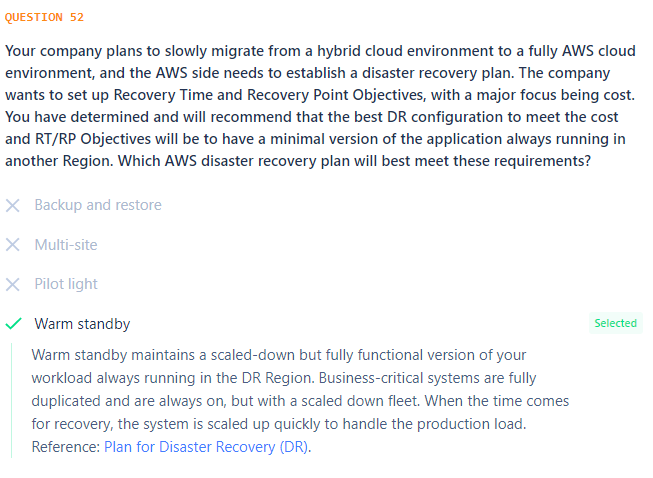 QUESTION 52
Your company plans to slowly migrate from a hybrid cloud environment to a fully AWS cloud
environment, and the AWS side needs to establish a disaster recovery plan. The company
wants to set up Recovery Time and Recovery Point Objectives, with a major focus being cost.
You have determined and will recommend that the best DR configuration to meet the cost
and RT/RP Objectives will be to have a minimal version of the application always running in
another Region. Which AWS disaster recovery plan will best meet these requirements?
Backup and restore
Multi-site
Pilot light
Warm standby
Selected
Warm standby maintains a scaled-down but fully functional version of your
workload always running in the DR Region. Business-critical systems are fully
duplicated and are always on, but with a scaled down fleet. When the time comes
for recovery, the system is scaled up quickly to handle the production load.
Reference: Plan for Disaster Recovery (DR).